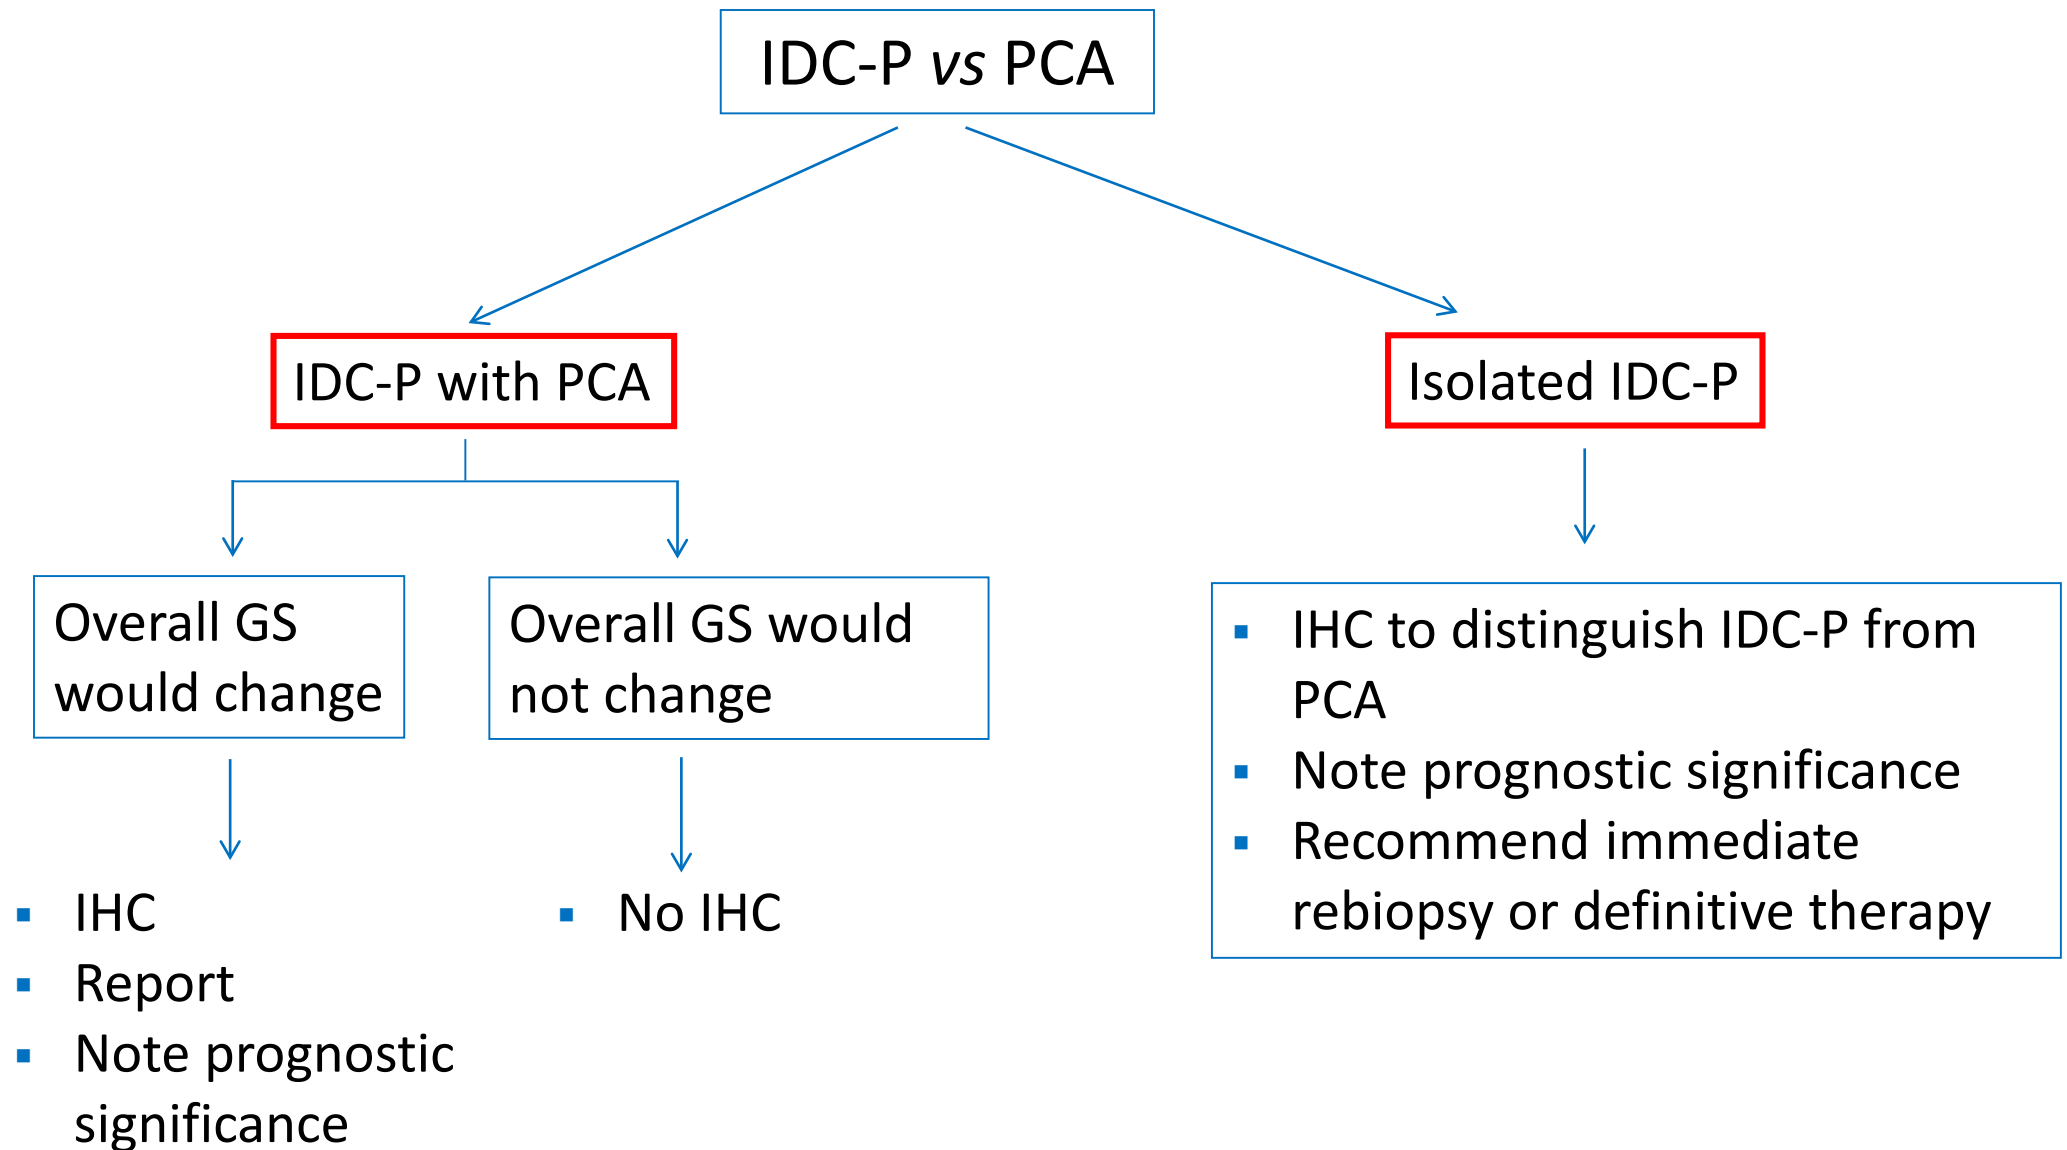 IDC-P vs PCA
IDC-P with PCA
Isolated IDC-P
Overall GS
would change
Overall GS would
not change
▪ IHC
▪ Report
▪ Note prognostic
significance
▪ No IHC
▪ IHC to distinguish IDC-P from
PCA
▪ Note prognostic significance
▪ Recommend immediate
rebiopsy or definitive therapy